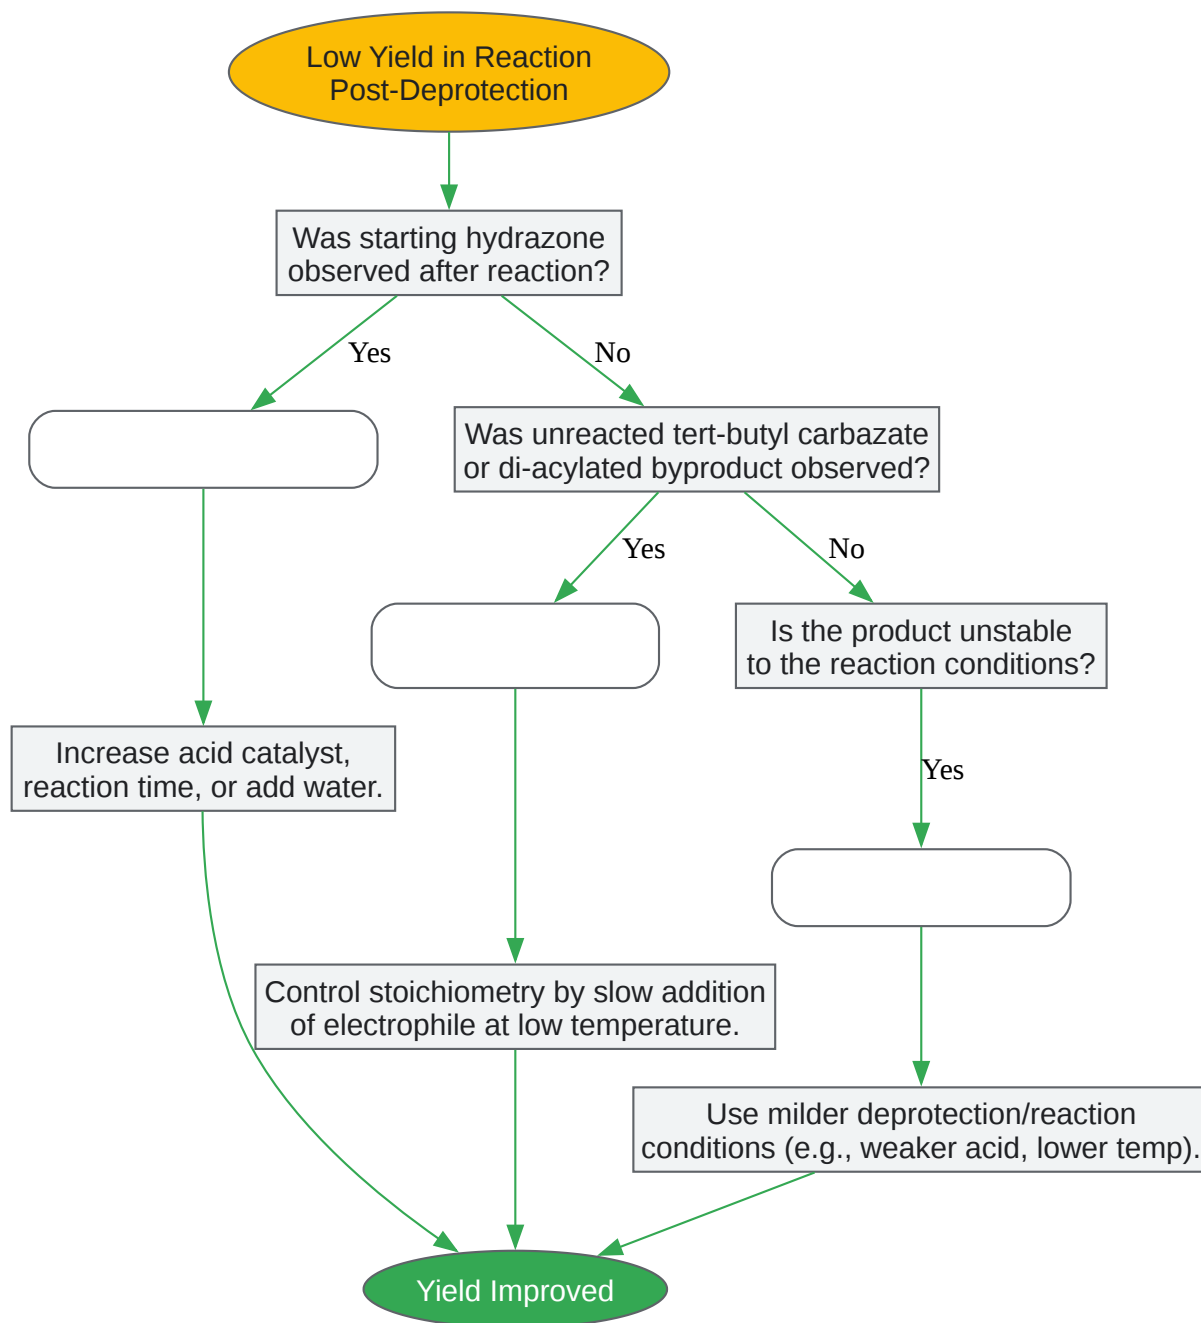 Low Yield in Reaction
Post-Deprotection
Was starting hydrazone
observed after reaction?
Yes
No
Was unreacted tert-butyl carbazate
or di-acylated byproduct observed?
Yes
No
Is the product unstable
to the reaction conditions?
Increase acid catalyst,
reaction time, or add water.
Yes
Control stoichiometry by slow addition
of electrophile at low temperature.
Use milder deprotection/reaction
conditions (e.g., weaker acid, lower temp).
Yield Improved